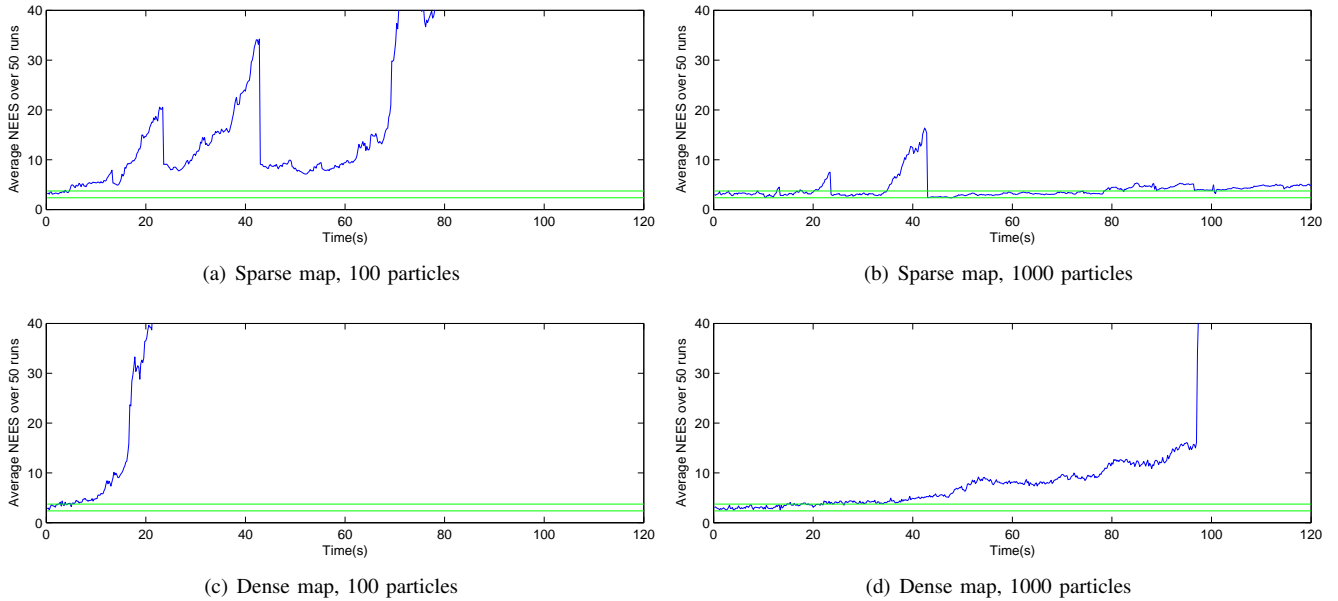 40
30
20
10
0
Average NEES over 50 runs
0 20 40 60 80 100 120
Time(s)
(a) Sparse map, 100 particles
40
30
20
10
0
Average NEES over 50 runs
0 20 40 60 80 100 120
Time(s)
(b) Sparse map, 1000 particles
40
30
20
10
0
Average NEES over 50 runs
0 20 40 60 80 100 120
Time(s)
(c) Dense map, 100 particles
40
30
20
10
0
Average NEES over 50 runs
0 20 40 60 80 100 120
Time(s)
(d) Dense map, 1000 particles